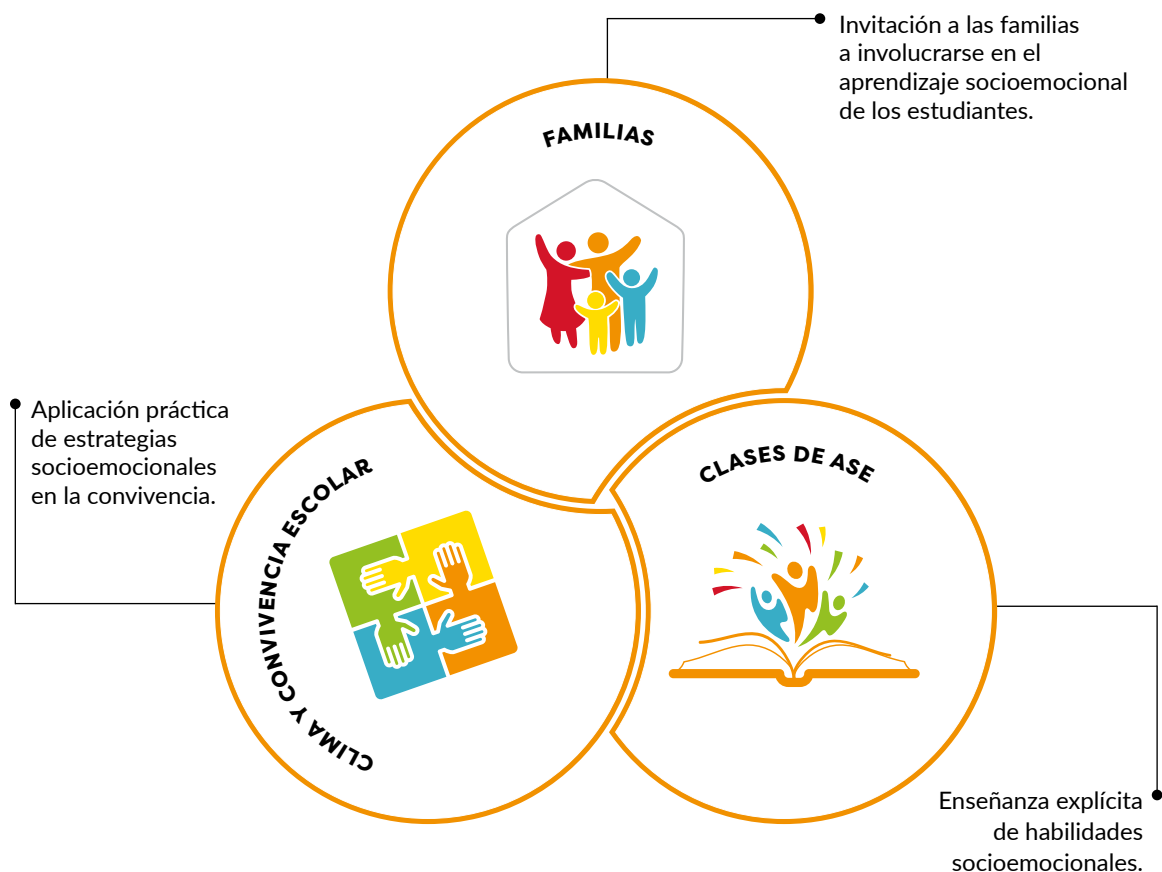 Invitación a las familias
a involucrarse en el
aprendizaje socioemocional
de los estudiantes.
FAMILIAS
Aplicación práctica
de estrategias
socioemocionales
en la convivencia.
CLIMA Y CONVIVENCIA ESCOLAR
CLASES DE ASE
Enseñanza explícita
de habilidades
socioemocionales.